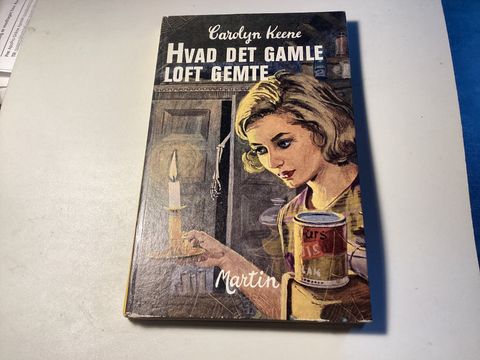 Carolyn Keene
HVAD DET GAMLE
LOFT GEMTE
Martin